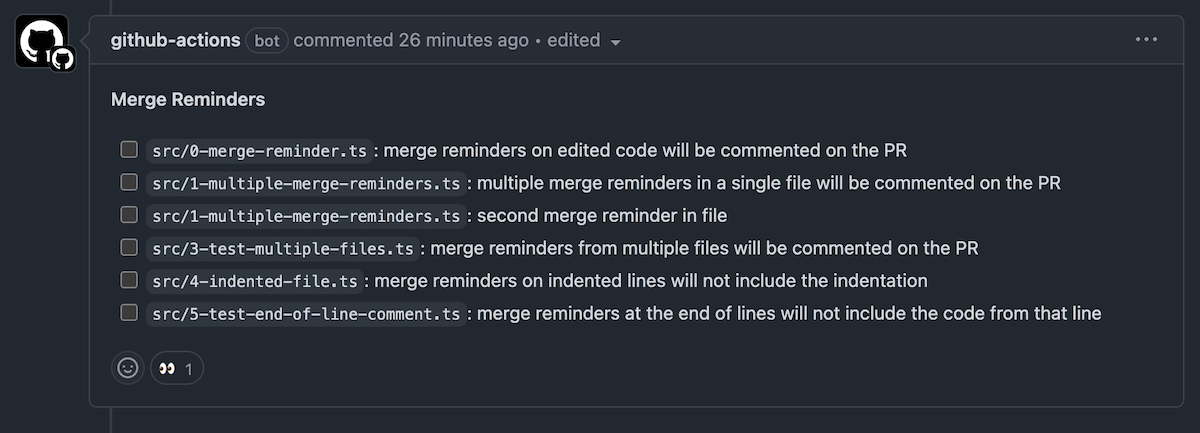 github-actions bot commented 26 minutes ago • edited
Merge Reminders
src/0-merge-reminder.ts: merge reminders on edited code will be commented on the PR
src/1-multiple-merge-reminders.ts: multiple merge reminders in a single file will be commented on the PR
src/1-multiple-merge-reminders.ts: second merge reminder in file
src/3-test-multiple-files.ts: merge reminders from multiple files will be commented on the PR
src/4-indented-file.ts: merge reminders on indented lines will not include the indentation
src/5-test-end-of-line-comment.ts: merge reminders at the end of lines will not include the code from that line
👀 1